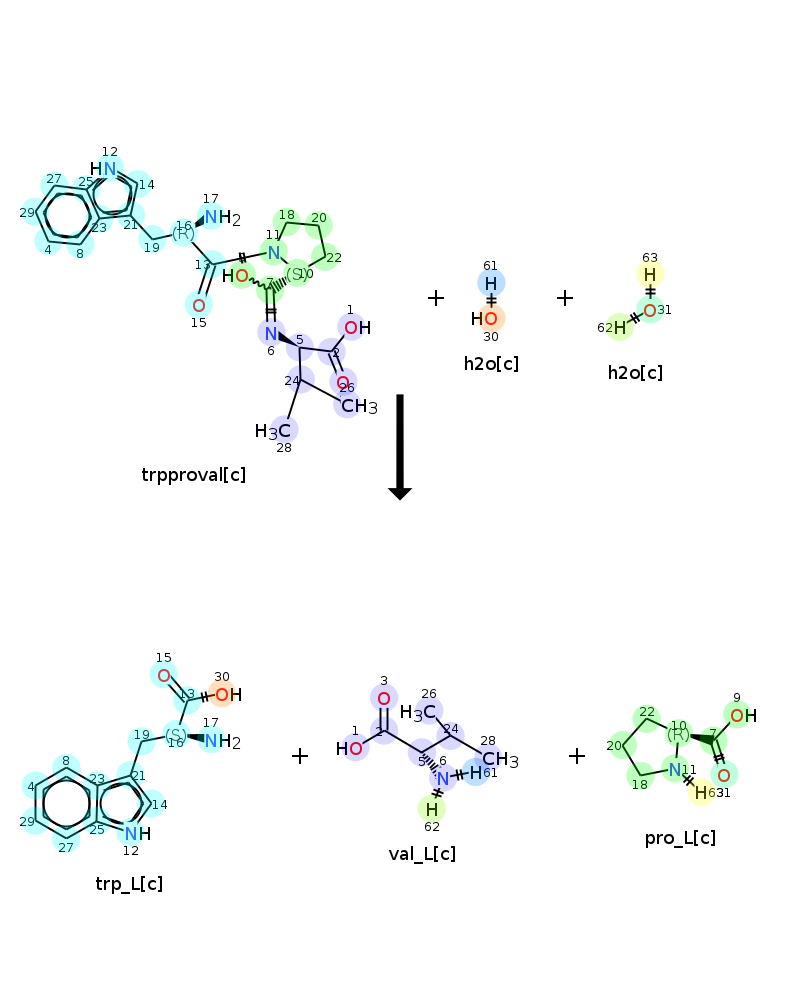 12
HN
27
25
14
29
23
21
4
8
19
16
(R)
17
NH2
13
15
O
11
N
18
20
22
(S)
10
HO
7
N
6
5
1
OH
2
O
26
24
CH3
H3C
28
trpproval[c]
+
61
H
HO
30
h2o[c]
+
63
H
O
31
62
H
h2o[c]
15
O
13
30
OH
17
NH2
(S)
16
19
8
21
4
23
14
29
25
27
NH
12
trp_L[c]
+
3
O
1
HO
2
26
H3C
24
28
CH3
5
6
N
H
61
H
62
val_L[c]
+
22
20
18
10
(R)
11
N
7
9
OH
O
31
H
63
pro_L[c]